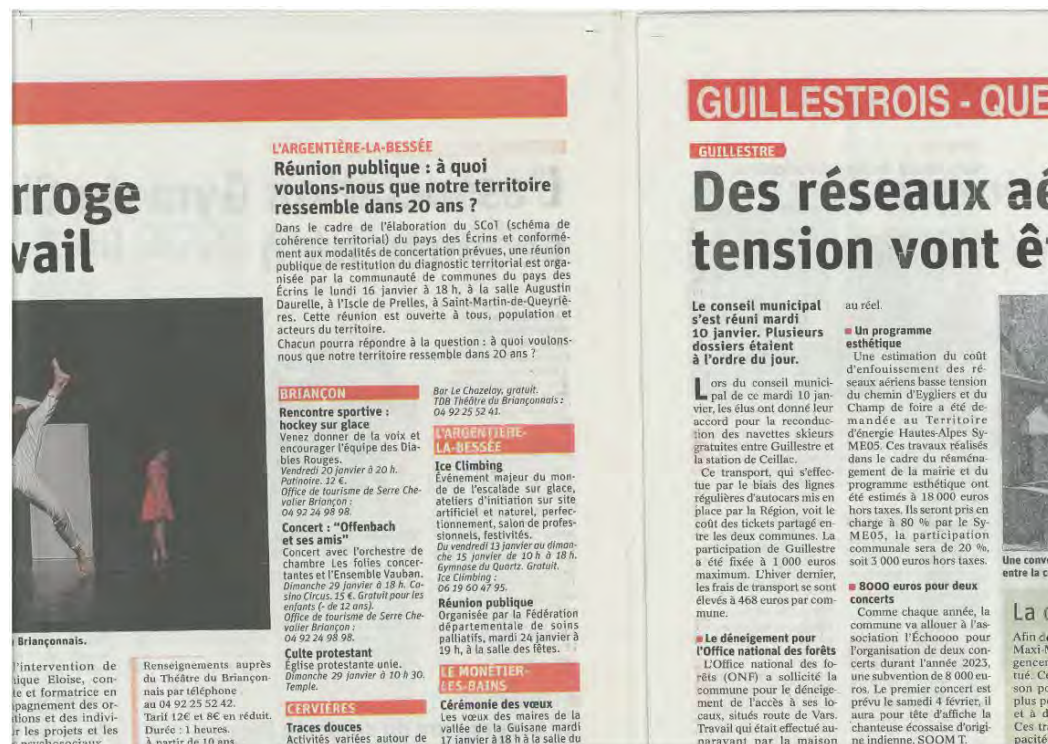 rroge
vail
Briançonnais.
l'intervention de
ique Eloise, con-
te et formatrice en
pagnement des or-
tions et des indivi-
r les projets et les
psychosociaux
Renseignements auprès
du Théâtre du Briançon-
nais par téléphone
au 04 92 25 52 42.
Tarif 12€ et 8€ en réduit.
Durée : 1 heures.
À partir de 10 ans.
L'ARGENTIÈRE-LA-BESSÉE
Réunion publique : à quoi
voulons-nous que notre territoire
ressemble dans 20 ans ?
Dans le cadre de l'élaboration du SCoT (schéma de
cohérence territorial) du pays des Écrins et conformé-
ment aux modalités de concertation prévues, une réunion
publique de restitution du diagnostic territorial est orga-
nisée par la communauté de communes du pays des
Écrins le lundi 16 janvier à 18 h, à la salle Augustin
Daurelle, à l'Iscle de Prelles, à Saint-Martin-de-Queyriè-
res. Cette réunion est ouverte à tous, population et
acteurs du territoire.
Chacun pourra répondre à la question : à quoi voulons-
nous que notre territoire ressemble dans 20 ans ?
BRIANÇON
Rencontre sportive :
hockey sur glace
Venez donner de la voix et
encourager l'équipe des Dia-
bles Rouges.
Vendredi 20 janvier à 20 h.
Patinoire. 12 €.
Office de tourisme de Serre Che-
valier Briançon :
04 92 24 98 98.
Concert : "Offenbach
et ses amis"
Concert avec l'orchestre de
chambre Les folies concer-
tantes et l'Ensemble Vauban.
Dimanche 29 janvier à 18 h. Ca-
sino Circus. 15 €. Gratuit pour les
enfants (- de 12 ans).
Office de tourisme de Serre Che-
valier Briançon :
04 92 24 98 98.
Culte protestant
Église protestante unie.
Dimanche 29 janvier à 10 h 30.
Temple.
CERVIÈRES
Traces douces
Activités variées autour de
Bar Le Chazelay, gratuit.
TDB Théâtre du Briançonnais :
04 92 25 52 41.
L'ARGENTIÈRE-
LA-BESSÉE
Ice Climbing
Événement majeur du mon-
de de l'escalade sur glace,
ateliers d'initiation sur site
artificiel et naturel, perfec-
tionnement, salon de profes-
sionnels, festivités.
Du vendredi 13 janvier au diman-
che 15 janvier de 10 h à 18 h.
Gymnase du Quartz. Gratuit.
Ice Climbing :
06 19 60 47 95.
Réunion publique
Organisée par la Fédération
départementale de soins
palliatifs, mardi 24 janvier à
19 h, à la salle des fêtes.
LE MONÊTIER-
LES-BAINS
Cérémonie des vœux
Les vœux des maires de la
vallée de la Guisane mardi
17 janvier à 18 h à la salle du
GUILLESTROIS - QUE
GUILLESTRE
Des réseaux aé
tension vont ê
Le conseil municipal
s'est réuni mardi
10 janvier. Plusieurs
dossiers étaient
à l'ordre du jour.
Lors du conseil munici-
pal de ce mardi 10 jan-
vier, les élus ont donné leur
accord pour la reconduc-
tion des navettes skieurs
gratuites entre Guillestre et
la station de Ceillac.
Ce transport, qui s'effec-
tue par le biais des lignes
régulières d'autocars mis en
place par la Région, voit le
coût des tickets partagé en-
tre les deux communes. La
participation de Guillestre
a été fixée à 1 000 euros
maximum. L'hiver dernier,
les frais de transport se sont
élevés à 468 euros par com-
mune.
Le déneigement pour
l'Office national des forêts
L'Office national des fo-
rêts (ONF) a sollicité la
commune pour le déneige-
ment de l'accès à ses lo-
caux, situés route de Vars.
Travail qui était effectué au-
paravant par la maison
au réel.
Un programme
esthétique
Une estimation du coût
d'enfouissement des ré-
seaux aériens basse tension
du chemin d'Eygliers et du
Champ de foire a été de-
mandée au Territoire
d'énergie Hautes-Alpes Sy-
ME05. Ces travaux réalisés
dans le cadre du réaména-
gement de la mairie et du
programme esthétique ont
été estimés à 18 000 euros
hors taxes. Ils seront pris en
charge à 80 % par le Sy-
ME05, la participation
communale sera de 20 %,
soit 3 000 euros hors taxes.
8000 euros pour deux
concerts
Comme chaque année, la
commune va allouer à l'as-
sociation l'Échoooo pour
l'organisation de deux con-
certs durant l'année 2023,
une subvention de 8 000 eu-
ros. Le premier concert est
prévu le samedi 4 février, il
aura pour tête d'affiche la
chanteuse écossaise d'origi-
ne indienne, SOOM T.
Une conve
entre la c
La
Afin de
Maxi-M
gencem
tué. Ce
son po
plus p
et à d
Ces tra
pacité